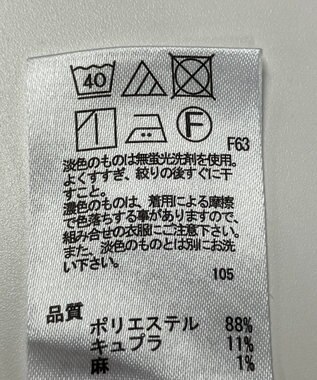 40
F
F63
淡色のものは無蛍光洗剤を使用。
よくすすぎ、絞りの後すぐに干
すこと。
濃色のものは、着用による摩擦
で色落ちする事がありますので、
組み合せの衣服にご注意下さい。
また、淡色のものとは別にお洗
い下さい。
105
品質
ポリエステル 88%
キュプラ 11%
麻 1%